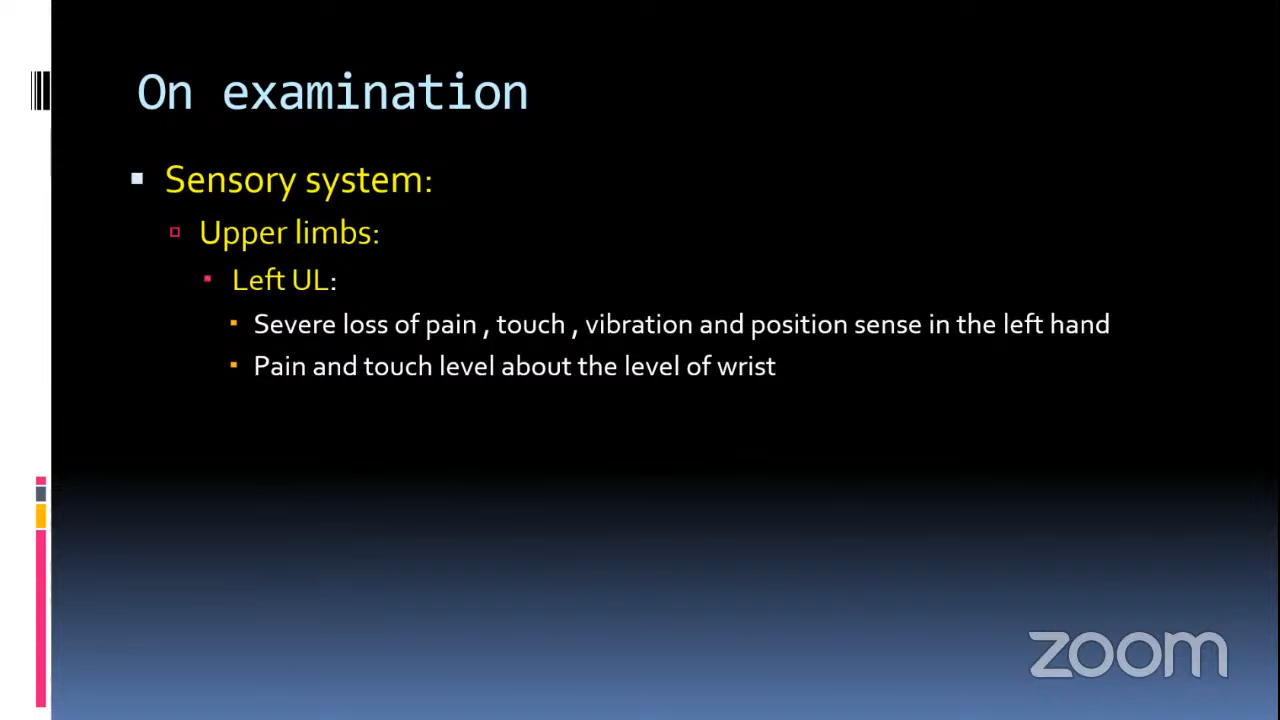 On examination
Sensory system:
Upper limbs:
Left UL:
Severe loss of pain , touch , vibration and position sense in the left hand
Pain and touch level about the level of wrist
zoom